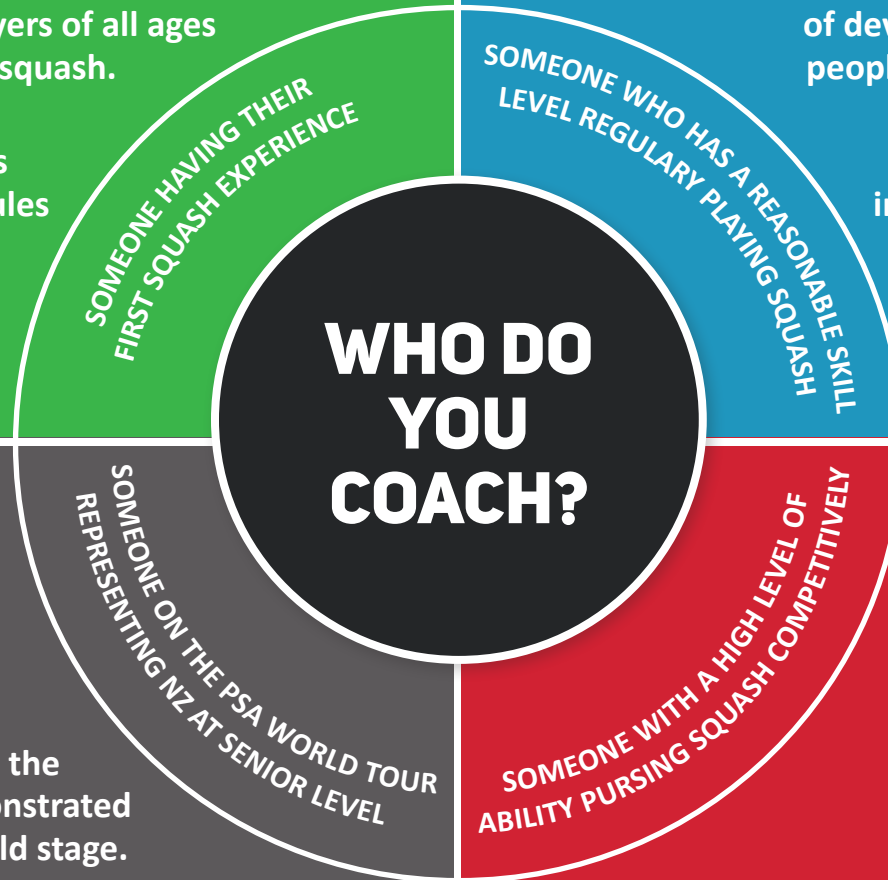 yers of all ages
squash.
s
ules
SOMEONE HAVING THEIR
FIRST SQUASH EXPERIENCE
of dev
peopl
in
SOMEONE WHO HAS A REASONABLE SKILL
LEVEL REGULARY PLAYING SQUASH
WHO DO
YOU
COACH?
SOMEONE ON THE PSA WORLD TOUR
REPRESENTING NZ AT SENIOR LEVEL
the
onstrated
ld stage.
SOMEONE WITH A HIGH LEVEL OF
ABILITY PURSING SQUASH COMPETITIVELY